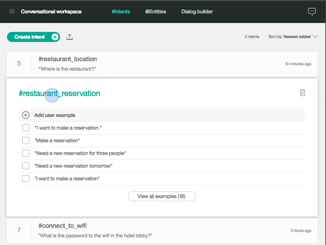 Conversational workspace #Intents @Entities Dialog builder
Create intent 2 intents Sort by: Newest added
5 #restaurant_location 19 minutes ago
"Where is the restaurant?"
#restaurant_reservation
Add user example
"I want to make a reservation."
"Make a reservation"
"Need a new reservation for three people"
"Need a new reservation tomorrow"
"I want to make a reservation"
View all examples (18)
7 #connect_to_wifi 3 hours ago
"What is the password to the wifi in the hotel lobby?"